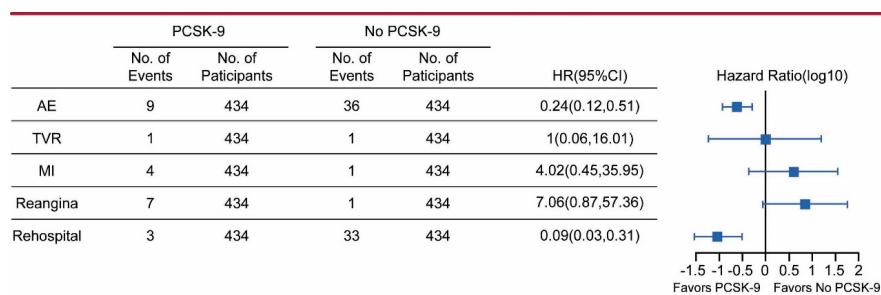 PCSK-9 No PCSK-9
No. of Events No. of Paticipants No. of Events No. of Paticipants HR(95%CI) Hazard Ratio(log10)
AE 9 434 36 434 0.24(0.12,0.51)
TVR 1 434 1 434 1(0.06,16.01)
MI 4 434 1 434 4.02(0.45,35.95)
Reangina 7 434 1 434 7.06(0.87,57.36)
Rehospital 3 434 33 434 0.09(0.03,0.31)
-1.5 -1 -0.5 0 0.5 1 1.5 2
Favors PCSK-9 Favors No PCSK-9